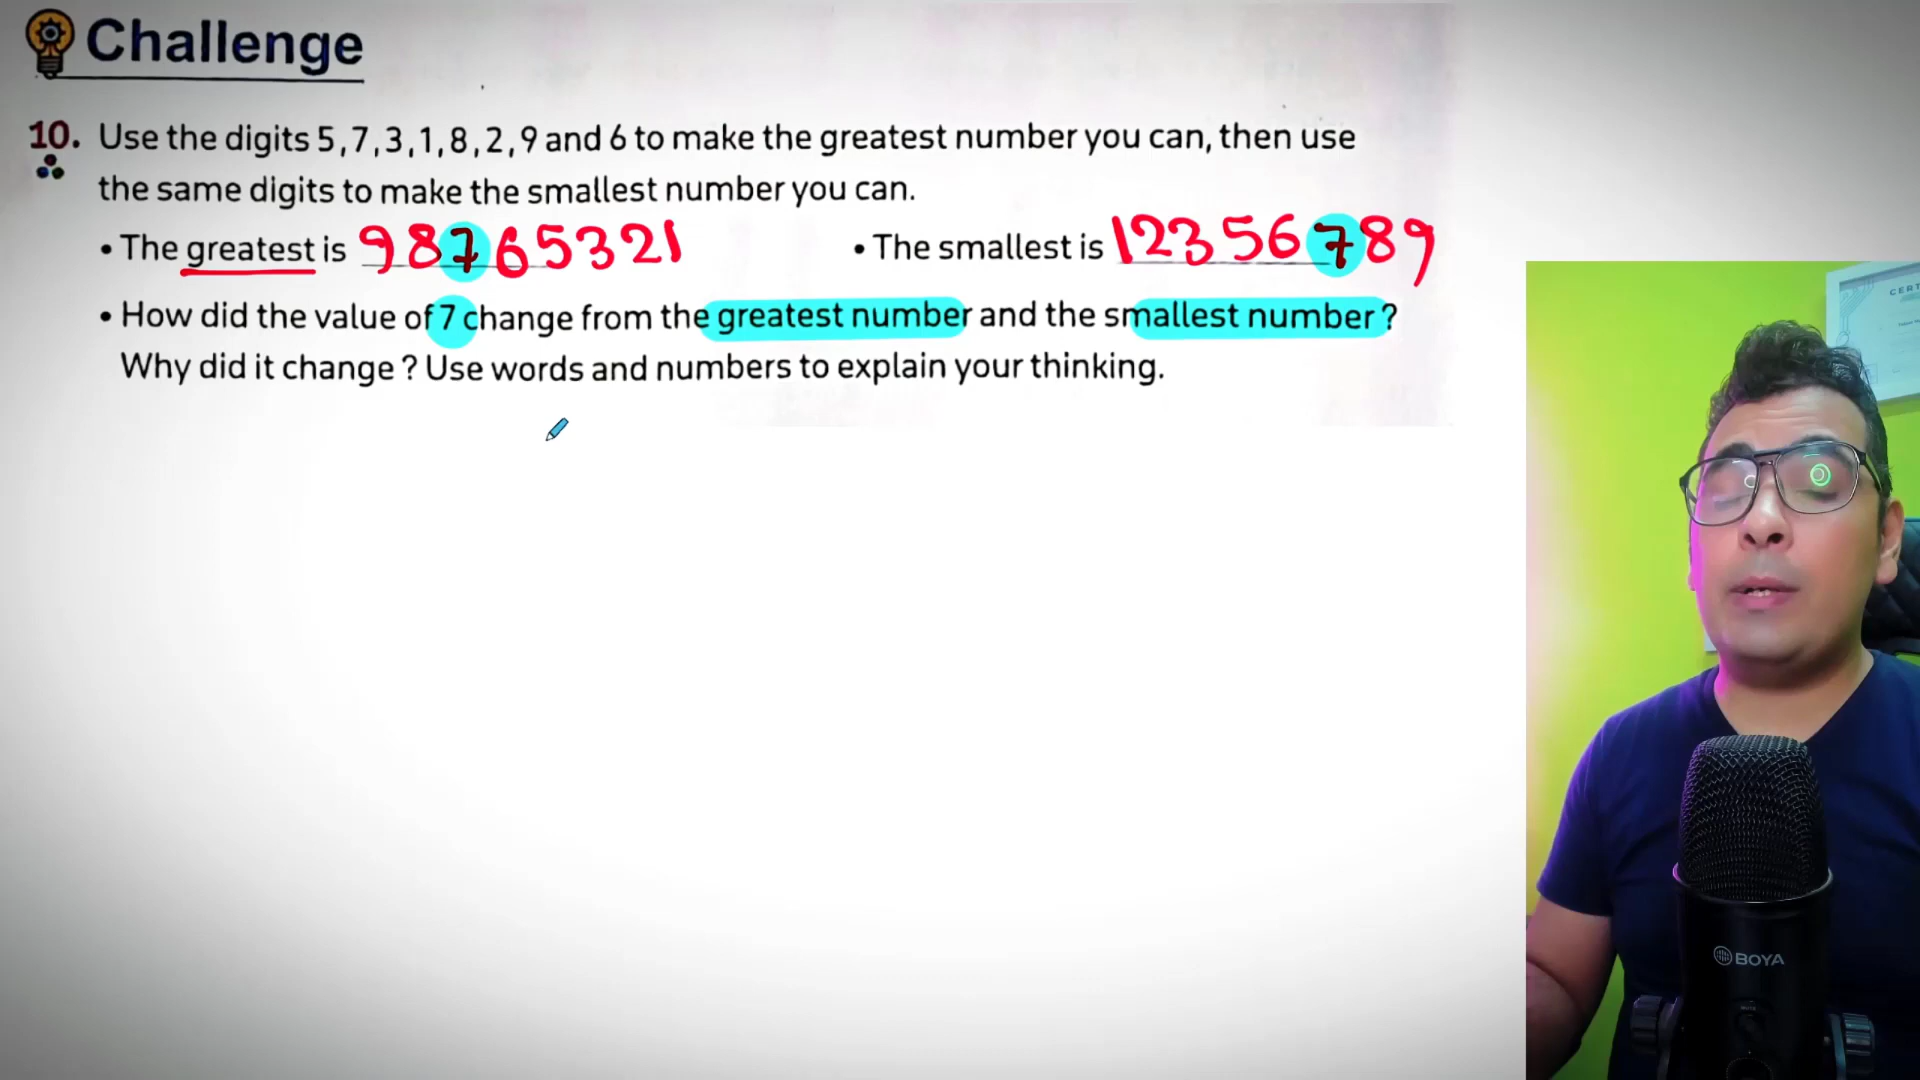 Challenge
10. Use the digits 5,7,3,1,8,2,9 and 6 to make the greatest number you can, then use
the same digits to make the smallest number you can.
• The greatest is 98765321 • The smallest is 12356789
• How did the value of 7 change from the greatest number and the smallest number ?
Why did it change ? Use words and numbers to explain your thinking.
CERT
BOYA